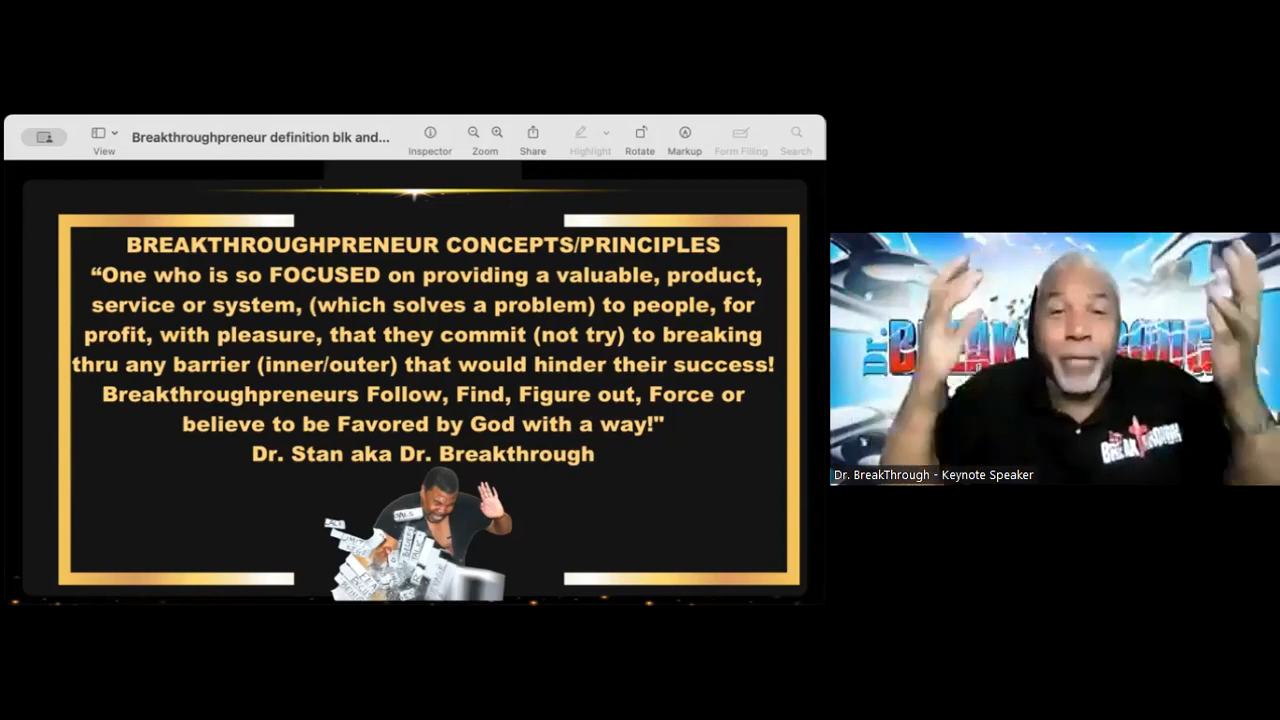 Breakthroughpreneur definition blk and...
View
Inspector
Zoom
Share
Highlight
Rotate
Markup
Form Filling
Search
BREAKTHROUGHPRENEUR CONCEPTS/PRINCIPLES
“One who is so FOCUSED on providing a valuable, product,
service or system, (which solves a problem) to people, for
profit, with pleasure, that they commit (not try) to breaking
thru any barrier (inner/outer) that would hinder their success!
Breakthroughpreneurs Follow, Find, Figure out, Force or
believe to be Favored by God with a way!"
Dr. Stan aka Dr. Breakthrough
Dr.
BREAK
Dr. BreakThrough - Keynote Speaker